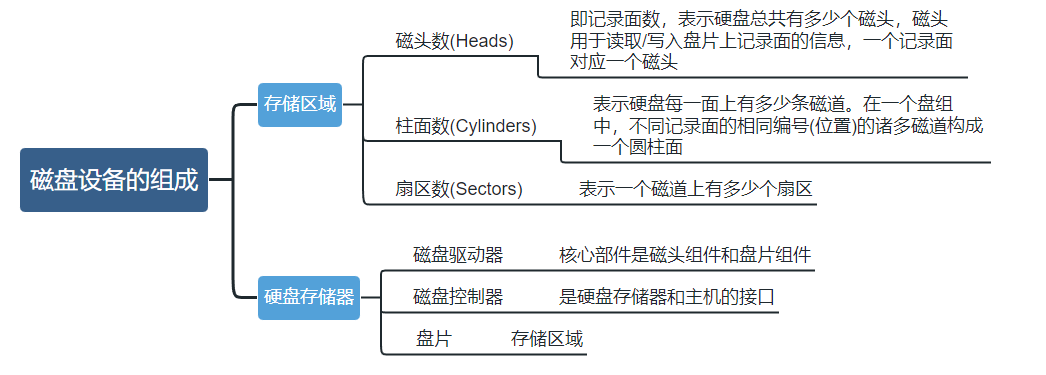 磁盘设备的组成
存储区域
磁头数(Heads)
即记录面数，表示硬盘总共有多少个磁头，磁头
用于读取/写入盘片上记录面的信息，一个记录面
对应一个磁头
柱面数(Cylinders)
表示硬盘每一面上有多少条磁道。在一个盘组
中，不同记录面的相同编号(位置)的诸多磁道构成
一个圆柱面
扇区数(Sectors)
表示一个磁道上有多少个扇区
硬盘存储器
磁盘驱动器
核心部件是磁头组件和盘片组件
磁盘控制器
是硬盘存储器和主机的接口
盘片
存储区域